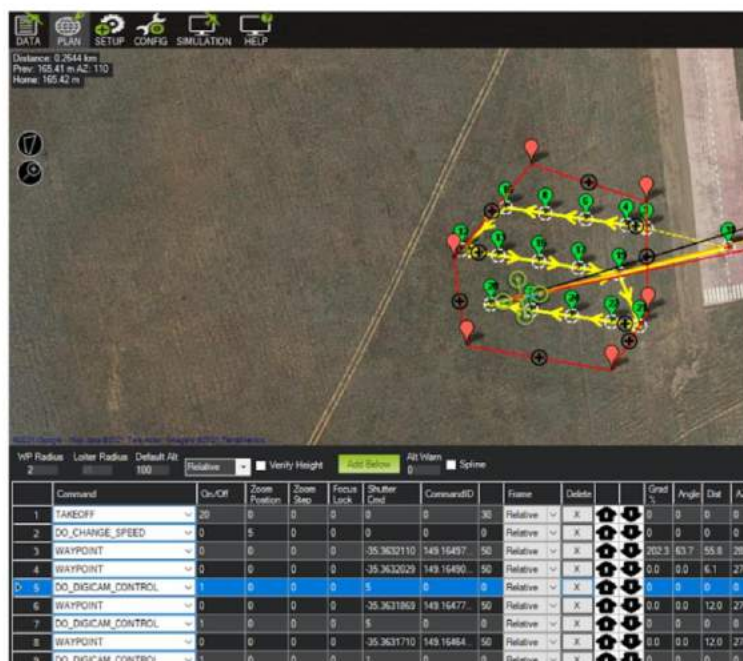 DATA PLAN SETUP CONFIG SIMULATION HELP
Distance: 0.2644 km
Prev: 165.41 m AZ: 110
Home: 165.42 m
WP Radius Loiter Radius Default Alt Alt Warn
2 100 Relative Verify Height Add Below 0 Spline
Command On/Off Zoom Position Zoom Step Focus Lock Shutter Cmd CommandID Frame Delete Grad % Angle Dist
1 TAKEOFF 20 0 0 0 0 0 30 Relative X 0 0 0
2 DO_CHANGE_SPEED 0 5 0 0 0 0 0 Relative X 0 0 0
3 WAYPOINT 0 0 0 0 -35.3632110 149.16497... 50 Relative X 202.3 63.7 55.8
4 WAYPOINT 0 0 0 0 -35.3632029 149.16490... 50 Relative X 0.0 0.0 6.1
5 DO_DIGICAM_CONTROL 1 0 0 0 5 0 0 Relative X 0 0 0
6 WAYPOINT 0 0 0 0 -35.3631869 149.16477... 50 Relative X 0.0 0.0 12.0
7 DO_DIGICAM_CONTROL 1 0 0 0 5 0 0 Relative X 0 0 0
8 WAYPOINT 0 0 0 0 -35.3631710 149.16464... 50 Relative X 0.0 0.0 12.0
DO_DIGICAM_CONTROL